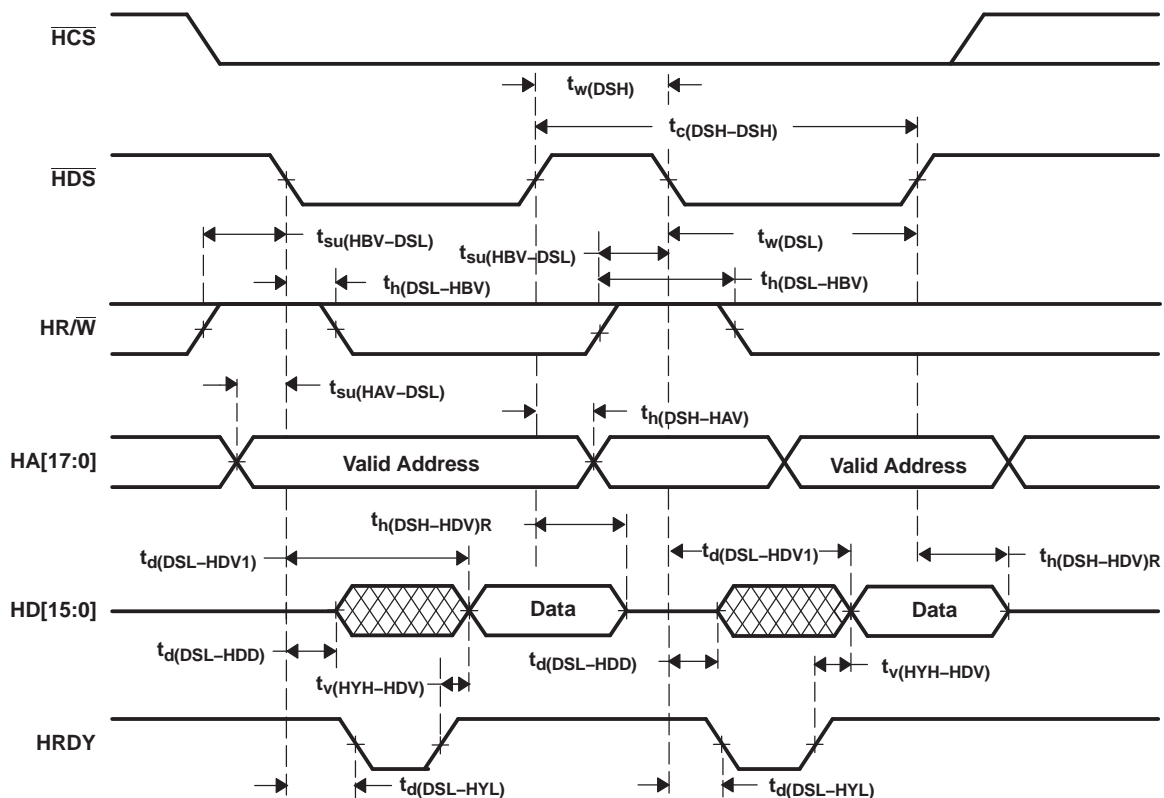 HCS
tw(DSH)
tc(DSH–DSH)
HDS
tsu(HBV–DSL)
tsu(HBV–DSL)
tw(DSL)
th(DSL–HBV)
th(DSL–HBV)
HR/W
tsu(HAV–DSL)
th(DSH–HAV)
HA[17:0]
Valid Address
Valid Address
th(DSH–HDV)R
td(DSL–HDV1)
td(DSL–HDV1)
th(DSH–HDV)R
HD[15:0]
Data
Data
td(DSL–HDD)
td(DSL–HDD)
tv(HYH–HDV)
tv(HYH–HDV)
HRDY
td(DSL–HYL)
td(DSL–HYL)